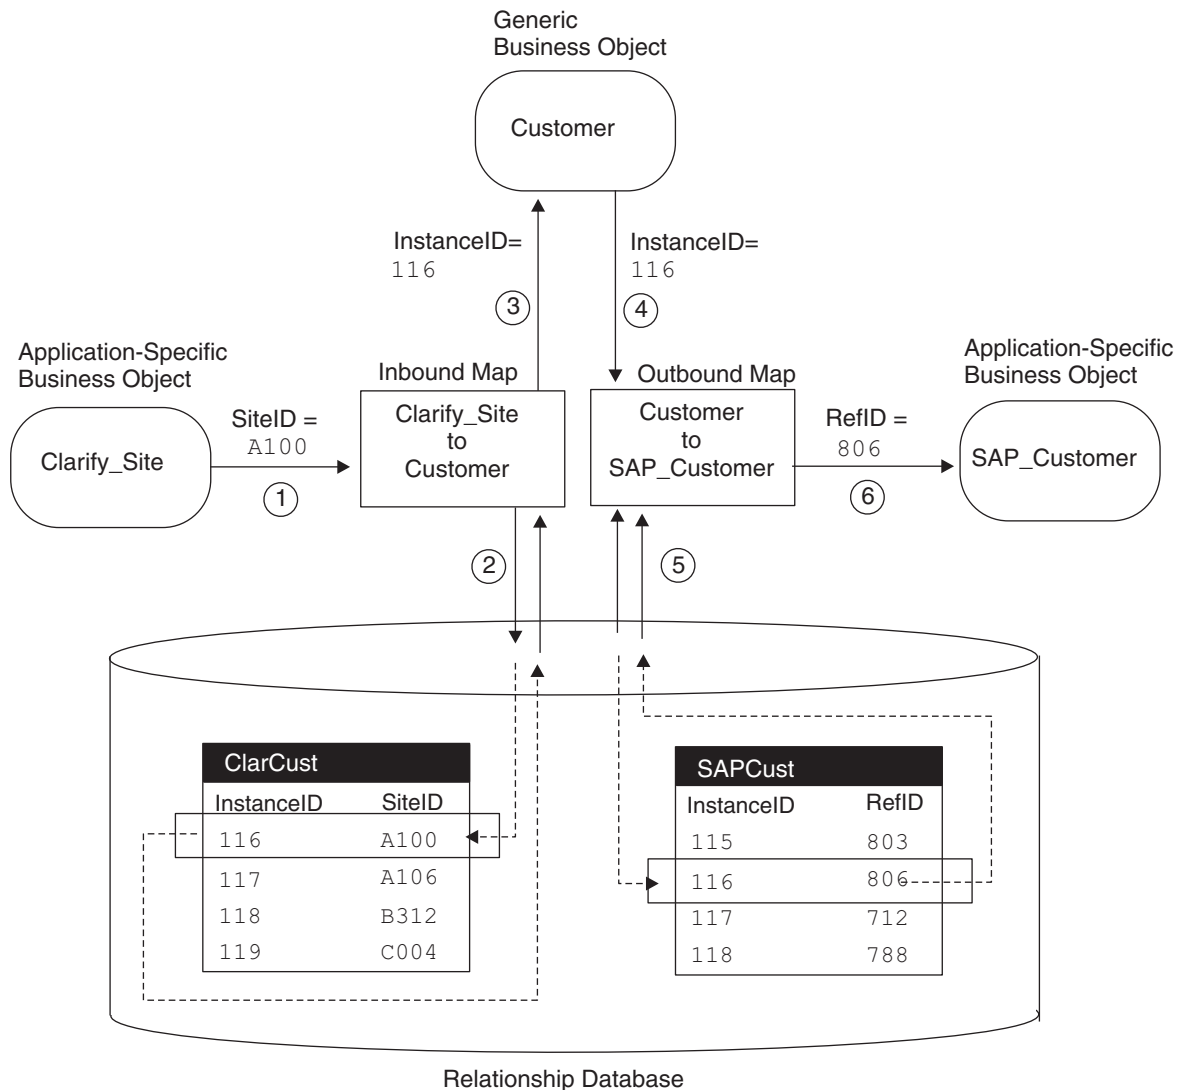 Generic
Business Object
Customer
InstanceID=
116
InstanceID=
116
3
4
Application-Specific
Business Object
Application-Specific
Business Object
Inbound Map
Outbound Map
SiteID =
A100
Clarify_Site
to
Customer
Customer
to
SAP_Customer
RefID =
806
Clarify_Site
SAP_Customer
1
6
2
5
ClarCust
InstanceID SiteID
116 A100
117 A106
118 B312
119 C004
SAPCust
InstanceID RefID
115 803
116 806
117 712
118 788
Relationship Database